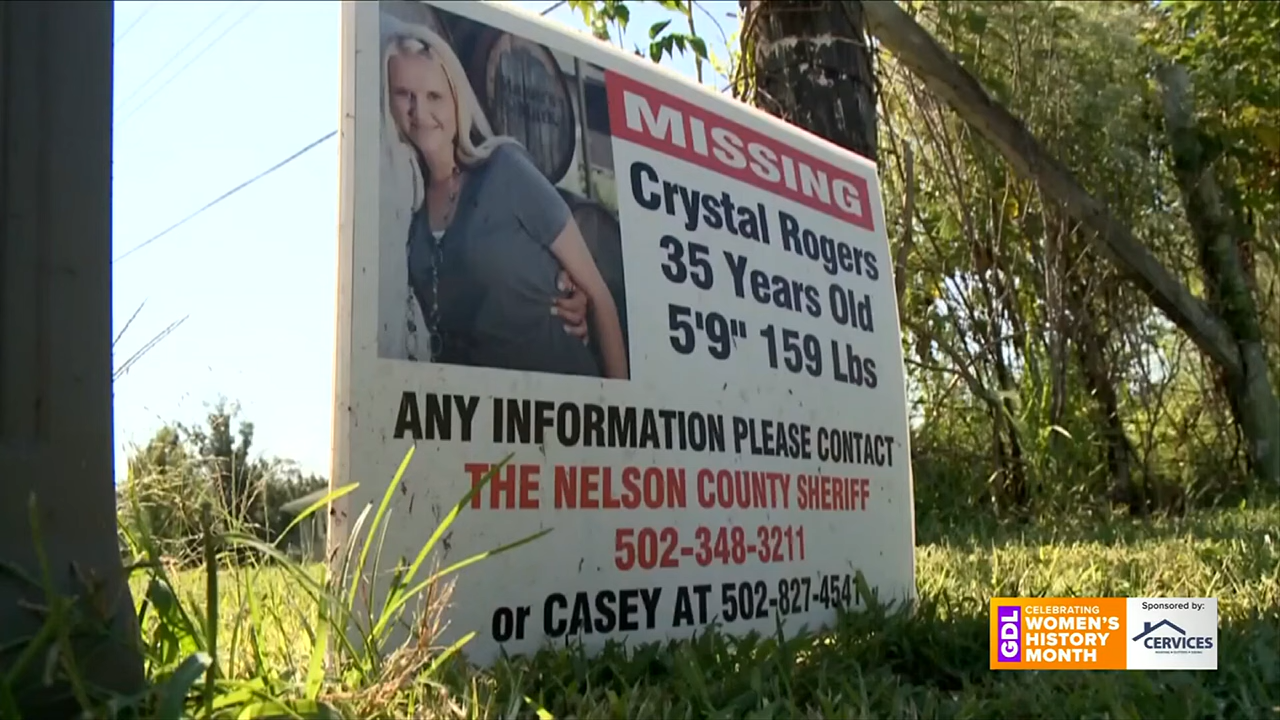 MISSING
Crystal Rogers
35 Years Old
5'9" 159 Lbs
ANY INFORMATION PLEASE CONTACT
THE NELSON COUNTY SHERIFF
502-348-3211
or CASEY AT 502-827-4541
GDL
CELEBRATING
WOMEN'S
HISTORY
MONTH
Sponsored by:
CERVICES